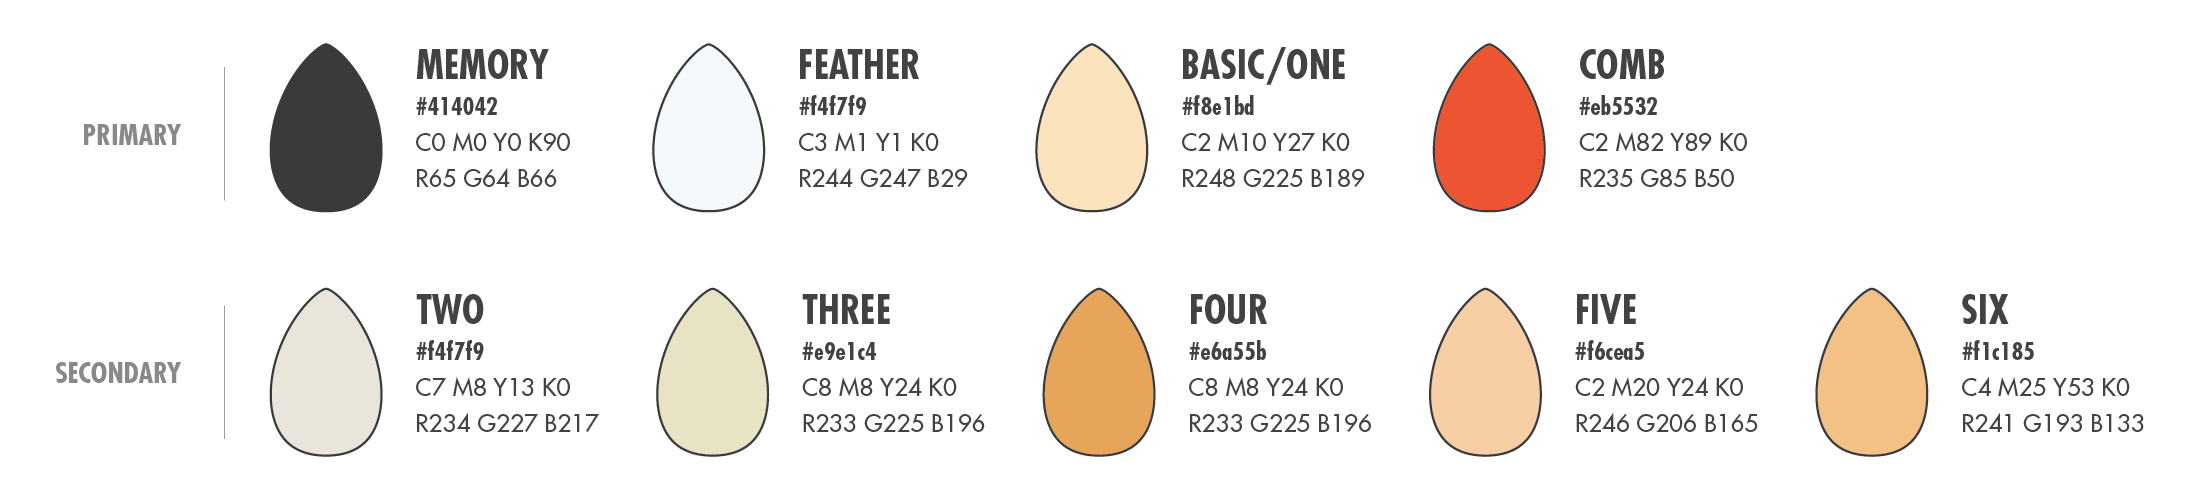 PRIMARY
MEMORY
#414042
C0 M0 Y0 K90
R65 G64 B66
FEATHER
#f4f7f9
C3 M1 Y1 K0
R244 G247 B29
BASIC/ONE
#f8e1bd
C2 M10 Y27 K0
R248 G225 B189
COMB
#eb5532
C2 M82 Y89 K0
R235 G85 B50
SECONDARY
TWO
#f4f7f9
C7 M8 Y13 K0
R234 G227 B217
THREE
#e9e1c4
C8 M8 Y24 K0
R233 G225 B196
FOUR
#e6a55b
C8 M8 Y24 K0
R233 G225 B196
FIVE
#f6cea5
C2 M20 Y24 K0
R246 G206 B165
SIX
#f1c185
C4 M25 Y53 K0
R241 G193 B133